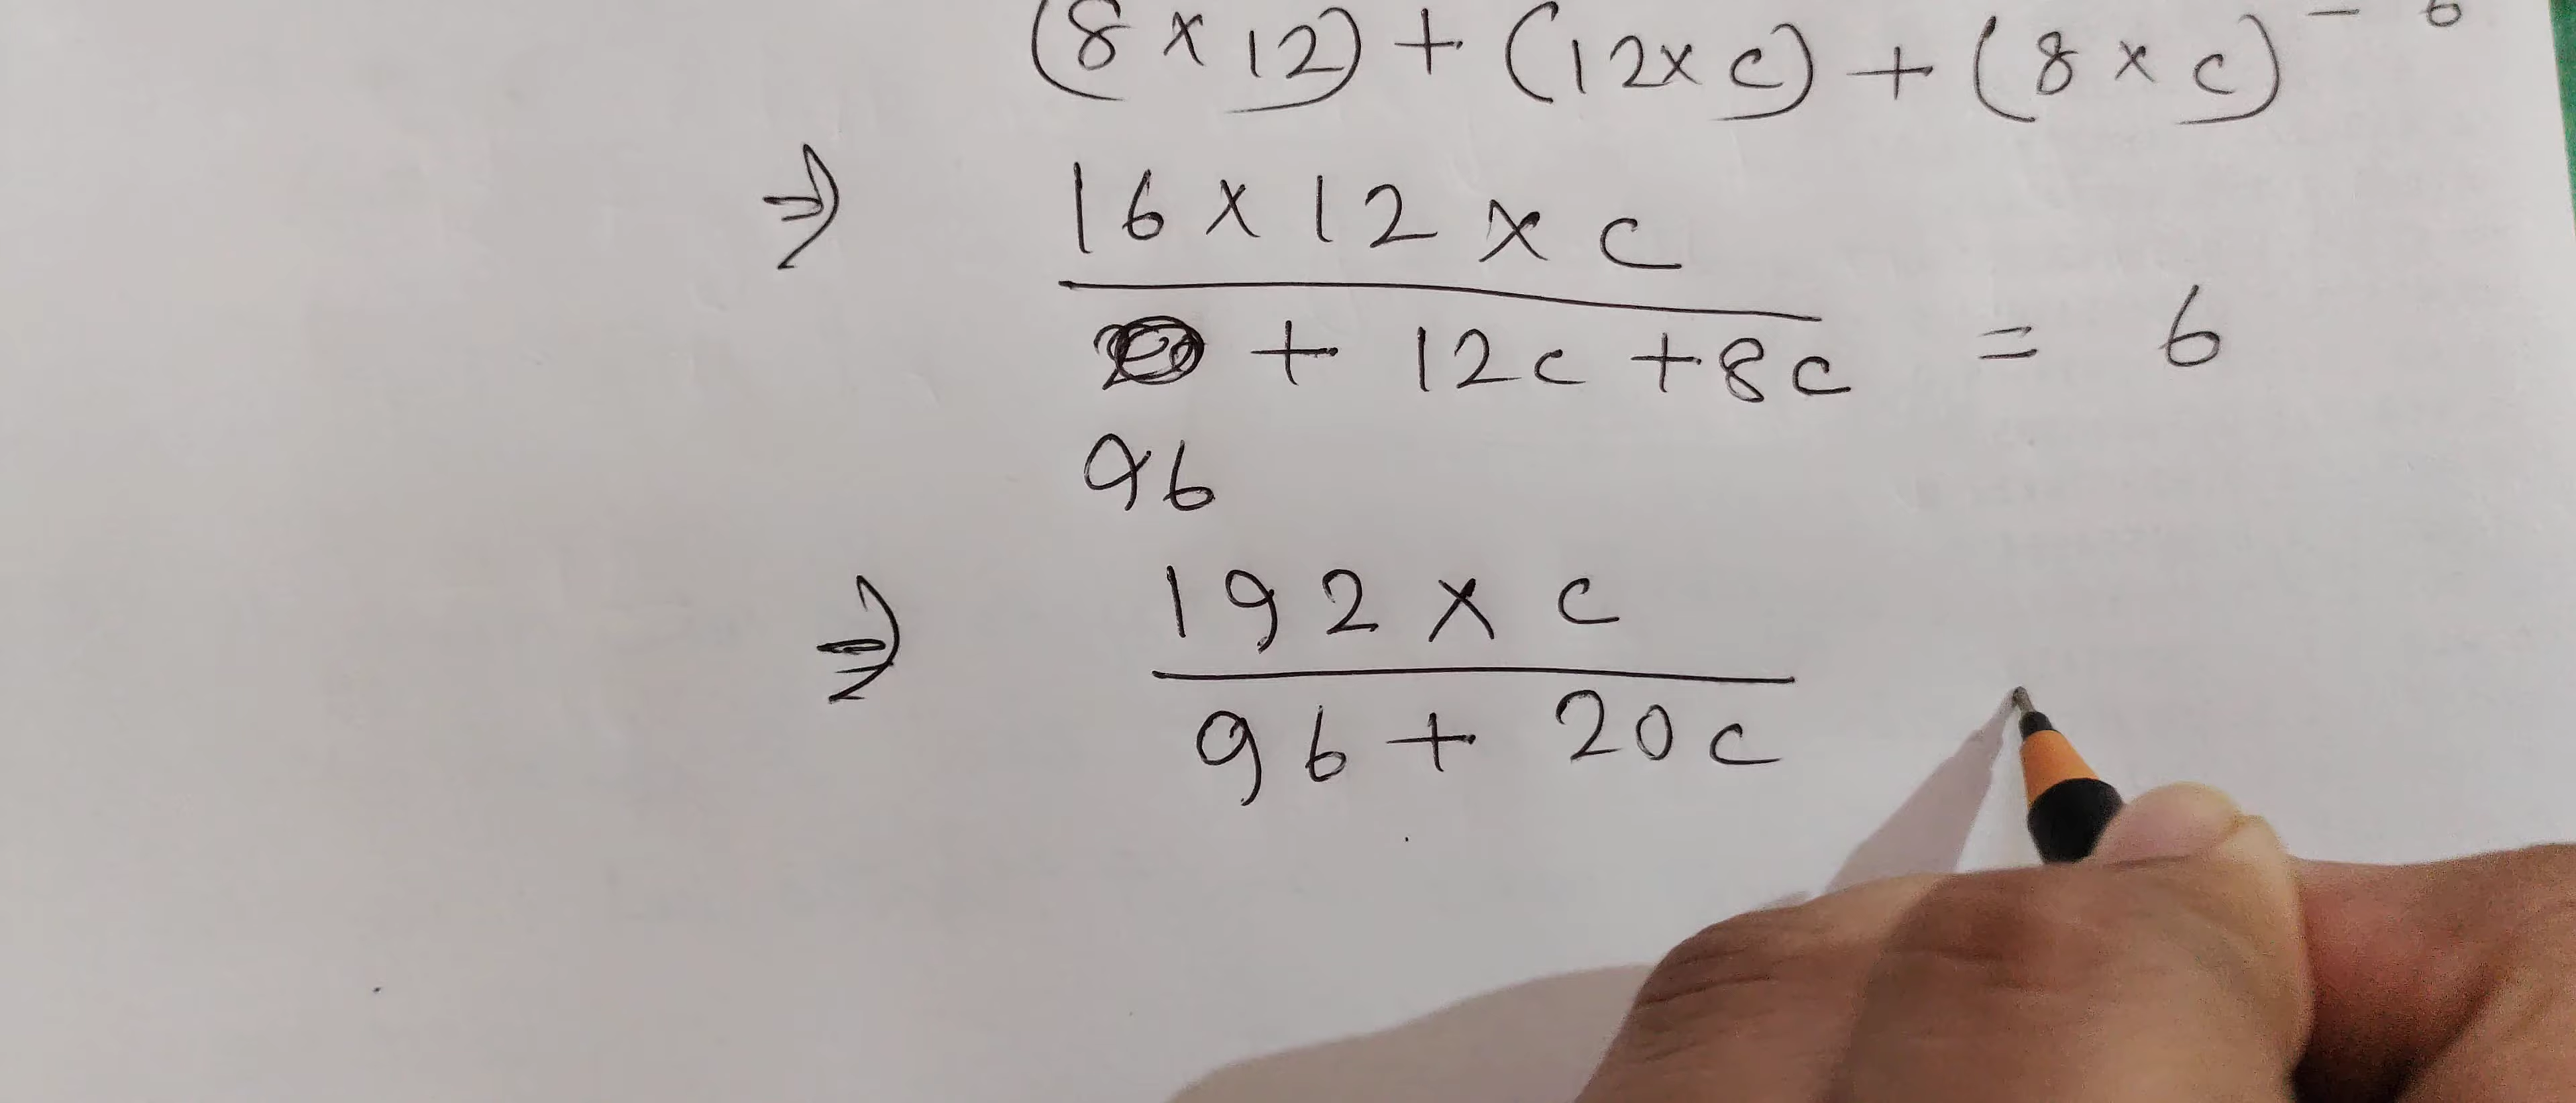 (8 × 12) + (12 × c) + (8 × c)
⇒ 16 × 12 × c
+ 12c + 8c = 6
96
⇒ 192 × c
96 + 20c